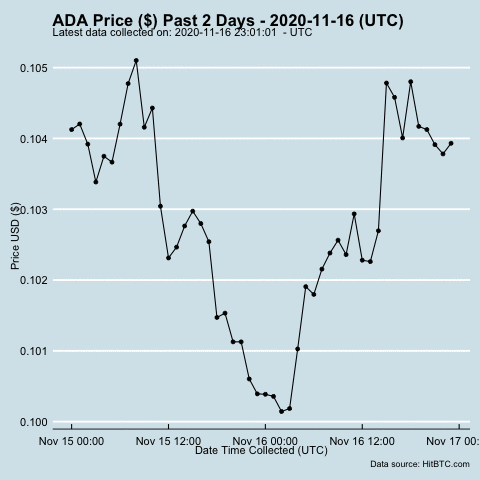 ADA Price ($) Past 2 Days - 2020-11-16 (UTC)
Latest data collected on: 2020-11-16 23:01:01 - UTC
0.105
0.104
0.103
0.102
0.101
0.100
Price USD ($)
Nov 15 00:00 Nov 15 12:00 Nov 16 00:00 Nov 16 12:00 Nov 17 00:
Date Time Collected (UTC)
Data source: HitBTC.com